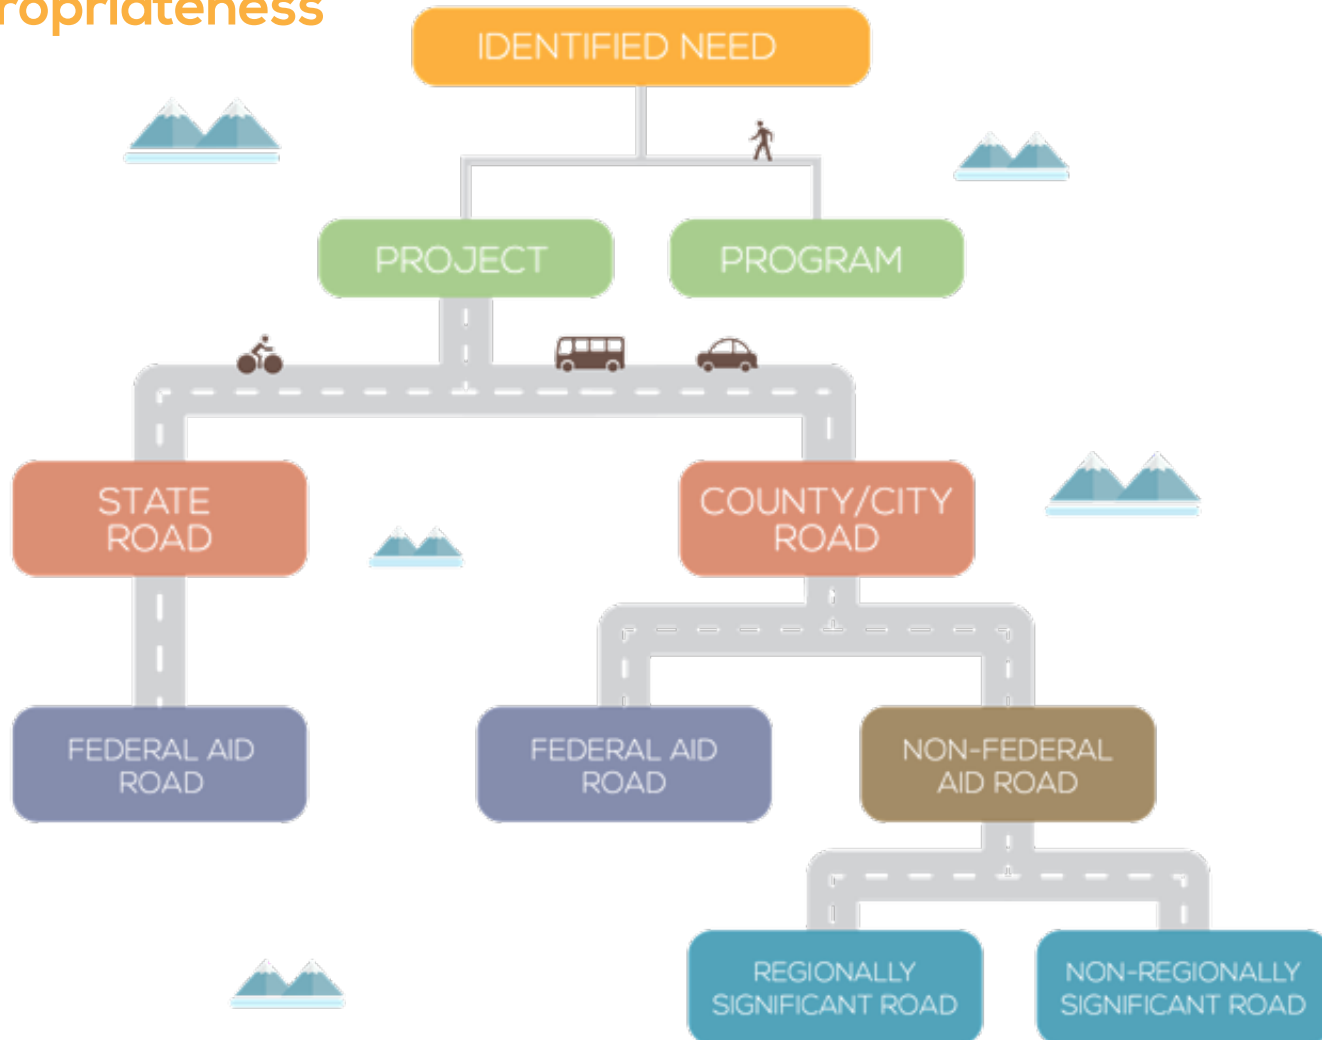 ropriateness
IDENTIFIED NEED
PROJECT
PROGRAM
STATE
ROAD
COUNTY/CITY
ROAD
FEDERAL AID
ROAD
FEDERAL AID
ROAD
NON-FEDERAL
AID ROAD
REGIONALLY
SIGNIFICANT ROAD
NON-REGIONALLY
SIGNIFICANT ROAD